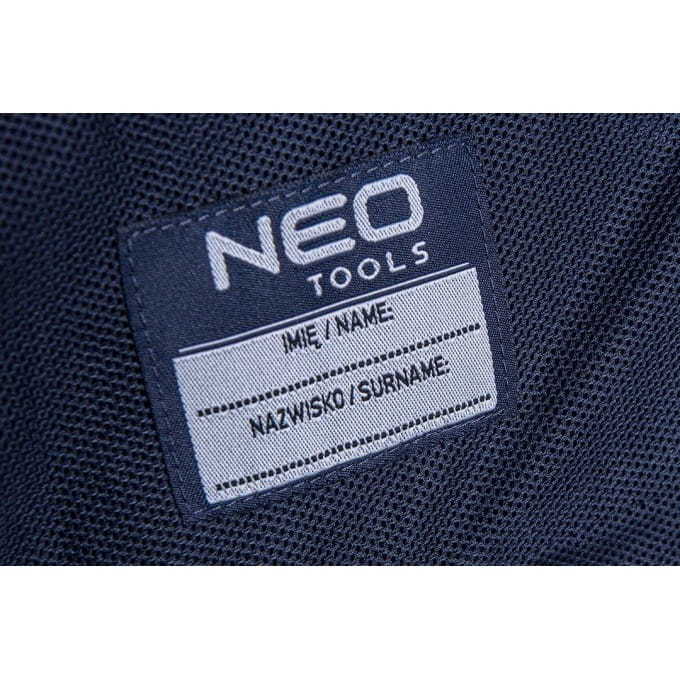 NEO
TOOLS
IMIĘ / NAME:
NAZWISKO / SURNAME: